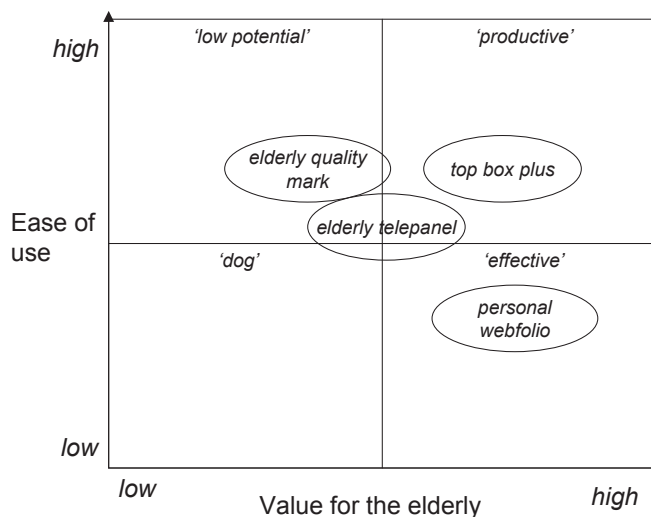 ‘low potential’
‘productive’
high
elderly quality
mark
top box plus
Ease of
use
elderly telepanel
‘dog’
‘effective’
personal
webfolio
low
low
high
Value for the elderly